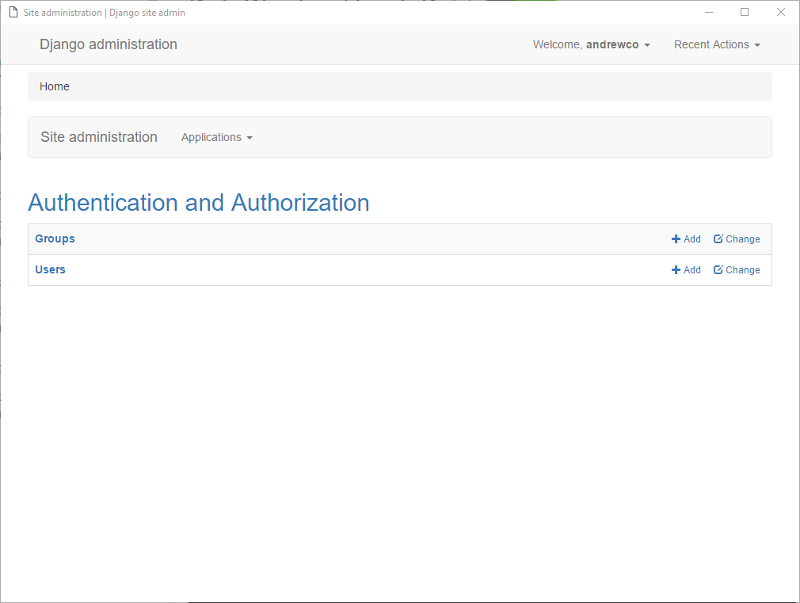 Site administration | Django site admin
Django administration Welcome, andrewco Recent Actions
Home
Site administration Applications
Authentication and Authorization
Groups Add Change
Users Add Change